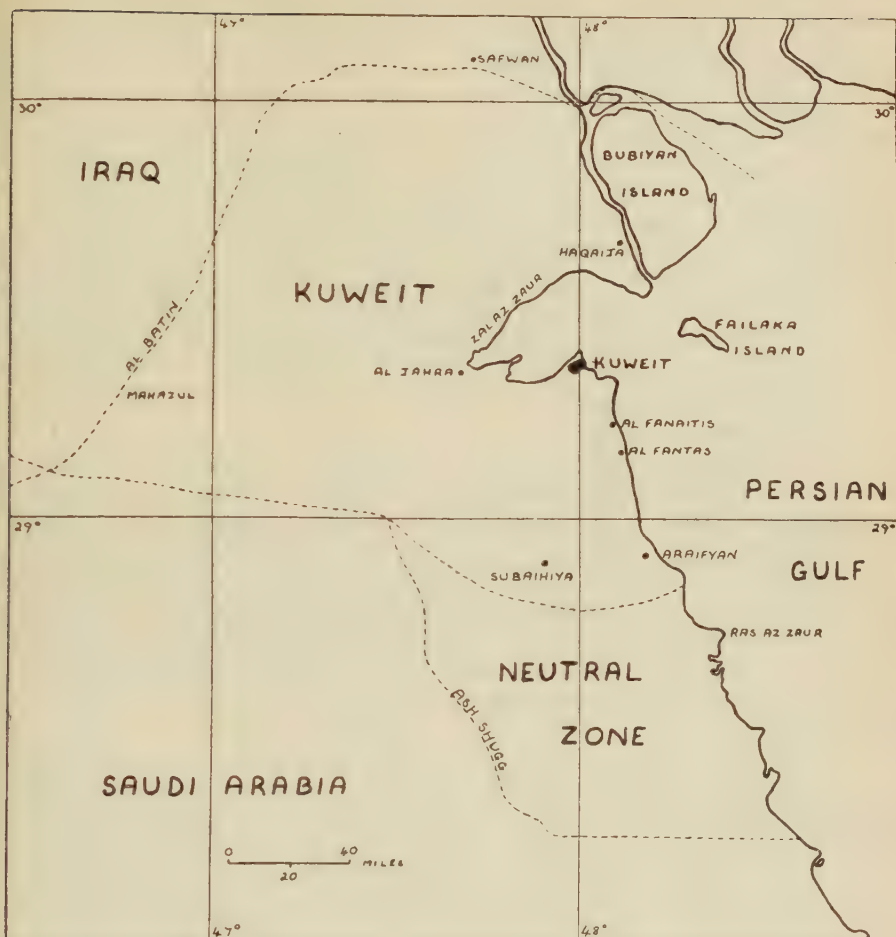 47°
48°
SAFWAN
30°
30°
IRAQ
BUBIYAN
ISLAND
HAQAIJA
KUWEIT
ZAL AZ ZAUR
FAILAKA
ISLAND
AL BATIN
KUWEIT
AL JAHRA
MAHAZUL
AL FANAITIS
AL FANTAS
PERSIAN
29°
29°
ARAIFYAN
SUBAIHIYA
GULF
RAS AZ ZAUR
NEUTRAL
ASH SHUGG
ZONE
SAUDI ARABIA
0 40
MILES
20
47°
48°